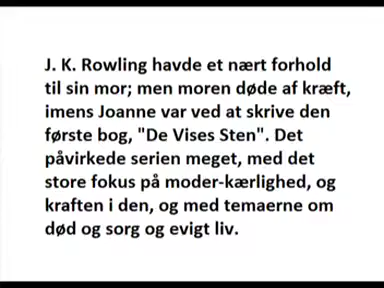 J. K. Rowling havde et nært forhold
til sin mor; men moren døde af kræft,
imens Joanne var ved at skrive den
første bog, "De Vises Sten". Det
påvirkede serien meget, med det
store fokus på moder-kærlighed, og
kraften i den, og med temaerne om
død og sorg og evigt liv.